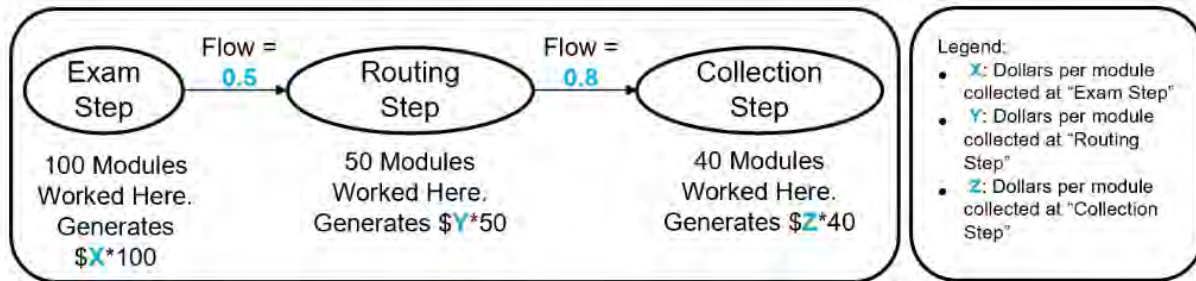 Exam
Step
Flow =
0.5
Routing
Step
Flow =
0.8
Collection
Step
100 Modules
Worked Here.
Generates
$X*100
50 Modules
Worked Here.
Generates $Y*50
40 Modules
Worked Here.
Generates $Z*40
Legend:
• X: Dollars per module
collected at “Exam Step”
• Y: Dollars per module
collected at “Routing
Step”
• Z: Dollars per module
collected at “Collection
Step”